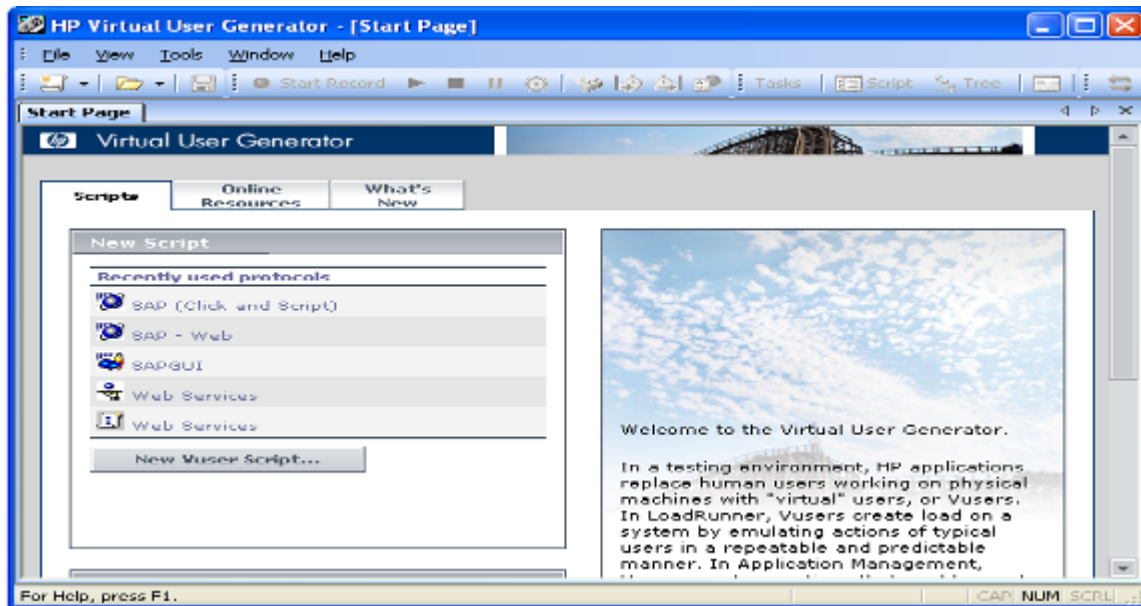 HP Virtual User Generator - [Start Page]
File View Tools Window Help
Start Record Tasks Script Tree
Start Page
hp Virtual User Generator
Scripts Online Resources What's New
New Script
Recently used protocols
SAP (Click and Script)
SAP - Web
SAPGUI
Web Services
Web Services
New Vuser Script...
Welcome to the Virtual User Generator.
In a testing environment, HP applications
replace human users working on physical
machines with "virtual" users, or Vusers.
In LoadRunner, Vusers create load on a
system by emulating actions of typical
users in a repeatable and predictable
manner. In Application Management,
For Help, press F1.
CAP NUM SCRL